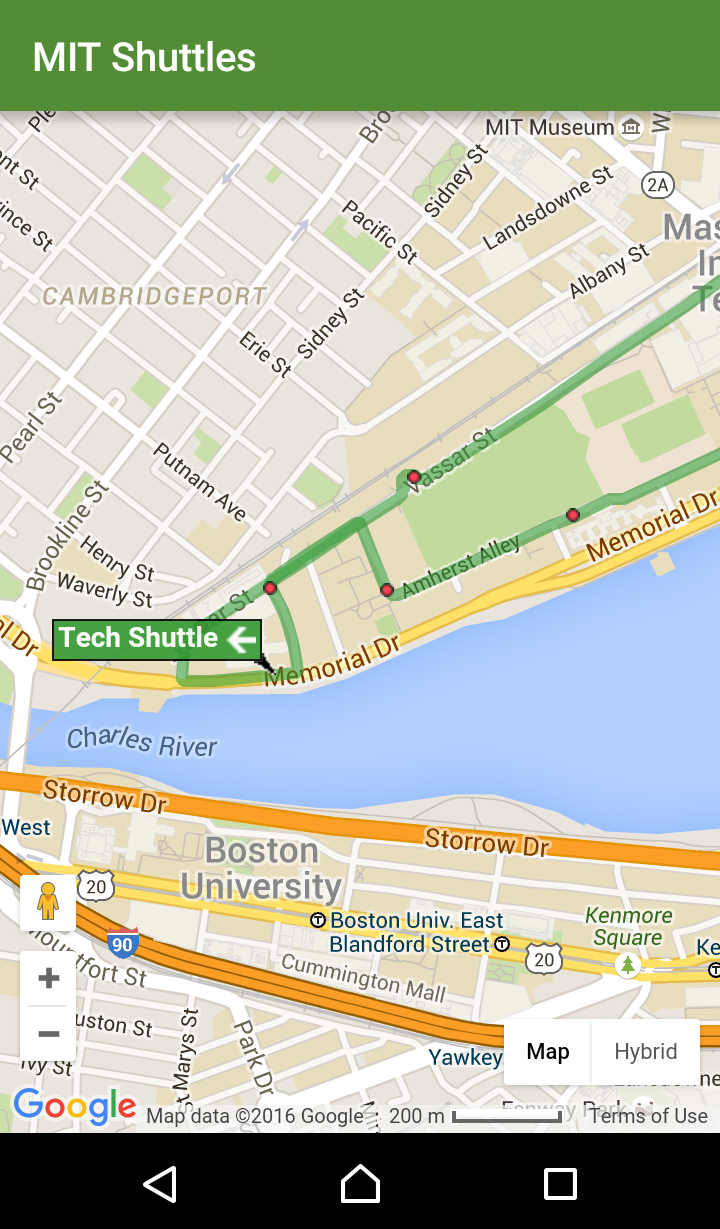 MIT Shuttles
MIT Museum
2A
Sidney St
Landsdowne St
Pacific St
Albany St
CAMBRIDGEPORT
Sidney St
Erie St
Pearl St
Vassar St
Putnam Ave
Brookline St
Memorial Dr
Henry St
Amherst Alley
Waverly St
Tech Shuttle
Memorial Dr
Charles River
Storrow Dr
West
Storrow Dr
Boston
University
20
Boston Univ. East
Kenmore
Square
90
Blandford Street
20
Cummington Mall
Park Dr
Yawkey
Map
Hybrid
Ivy St
Google
Map data ©2016 Google
200 m
Terms of Use